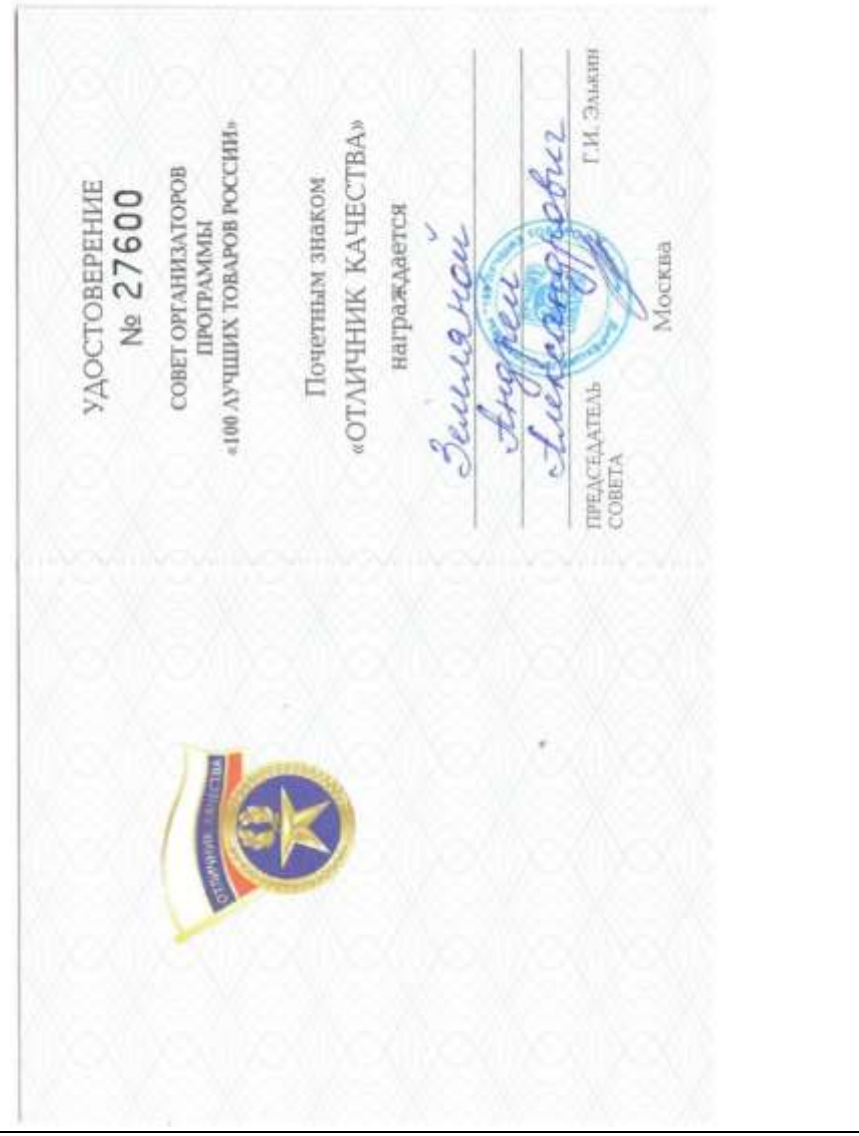 ОТЛИЧНИК КАЧЕСТВА
УДОСТОВЕРЕНИЕ
№ 27600
СОВЕТ ОРГАНИЗАТОРОВ
ПРОГРАММЫ
«100 ЛУЧШИХ ТОВАРОВ РОССИИ»
Почетным знаком
«ОТЛИЧНИК КАЧЕСТВА»
награждается
Земляной
Андрей
Александрович
ПРЕДСЕДАТЕЛЬ
СОВЕТА
Г.И. Элькин
Москва